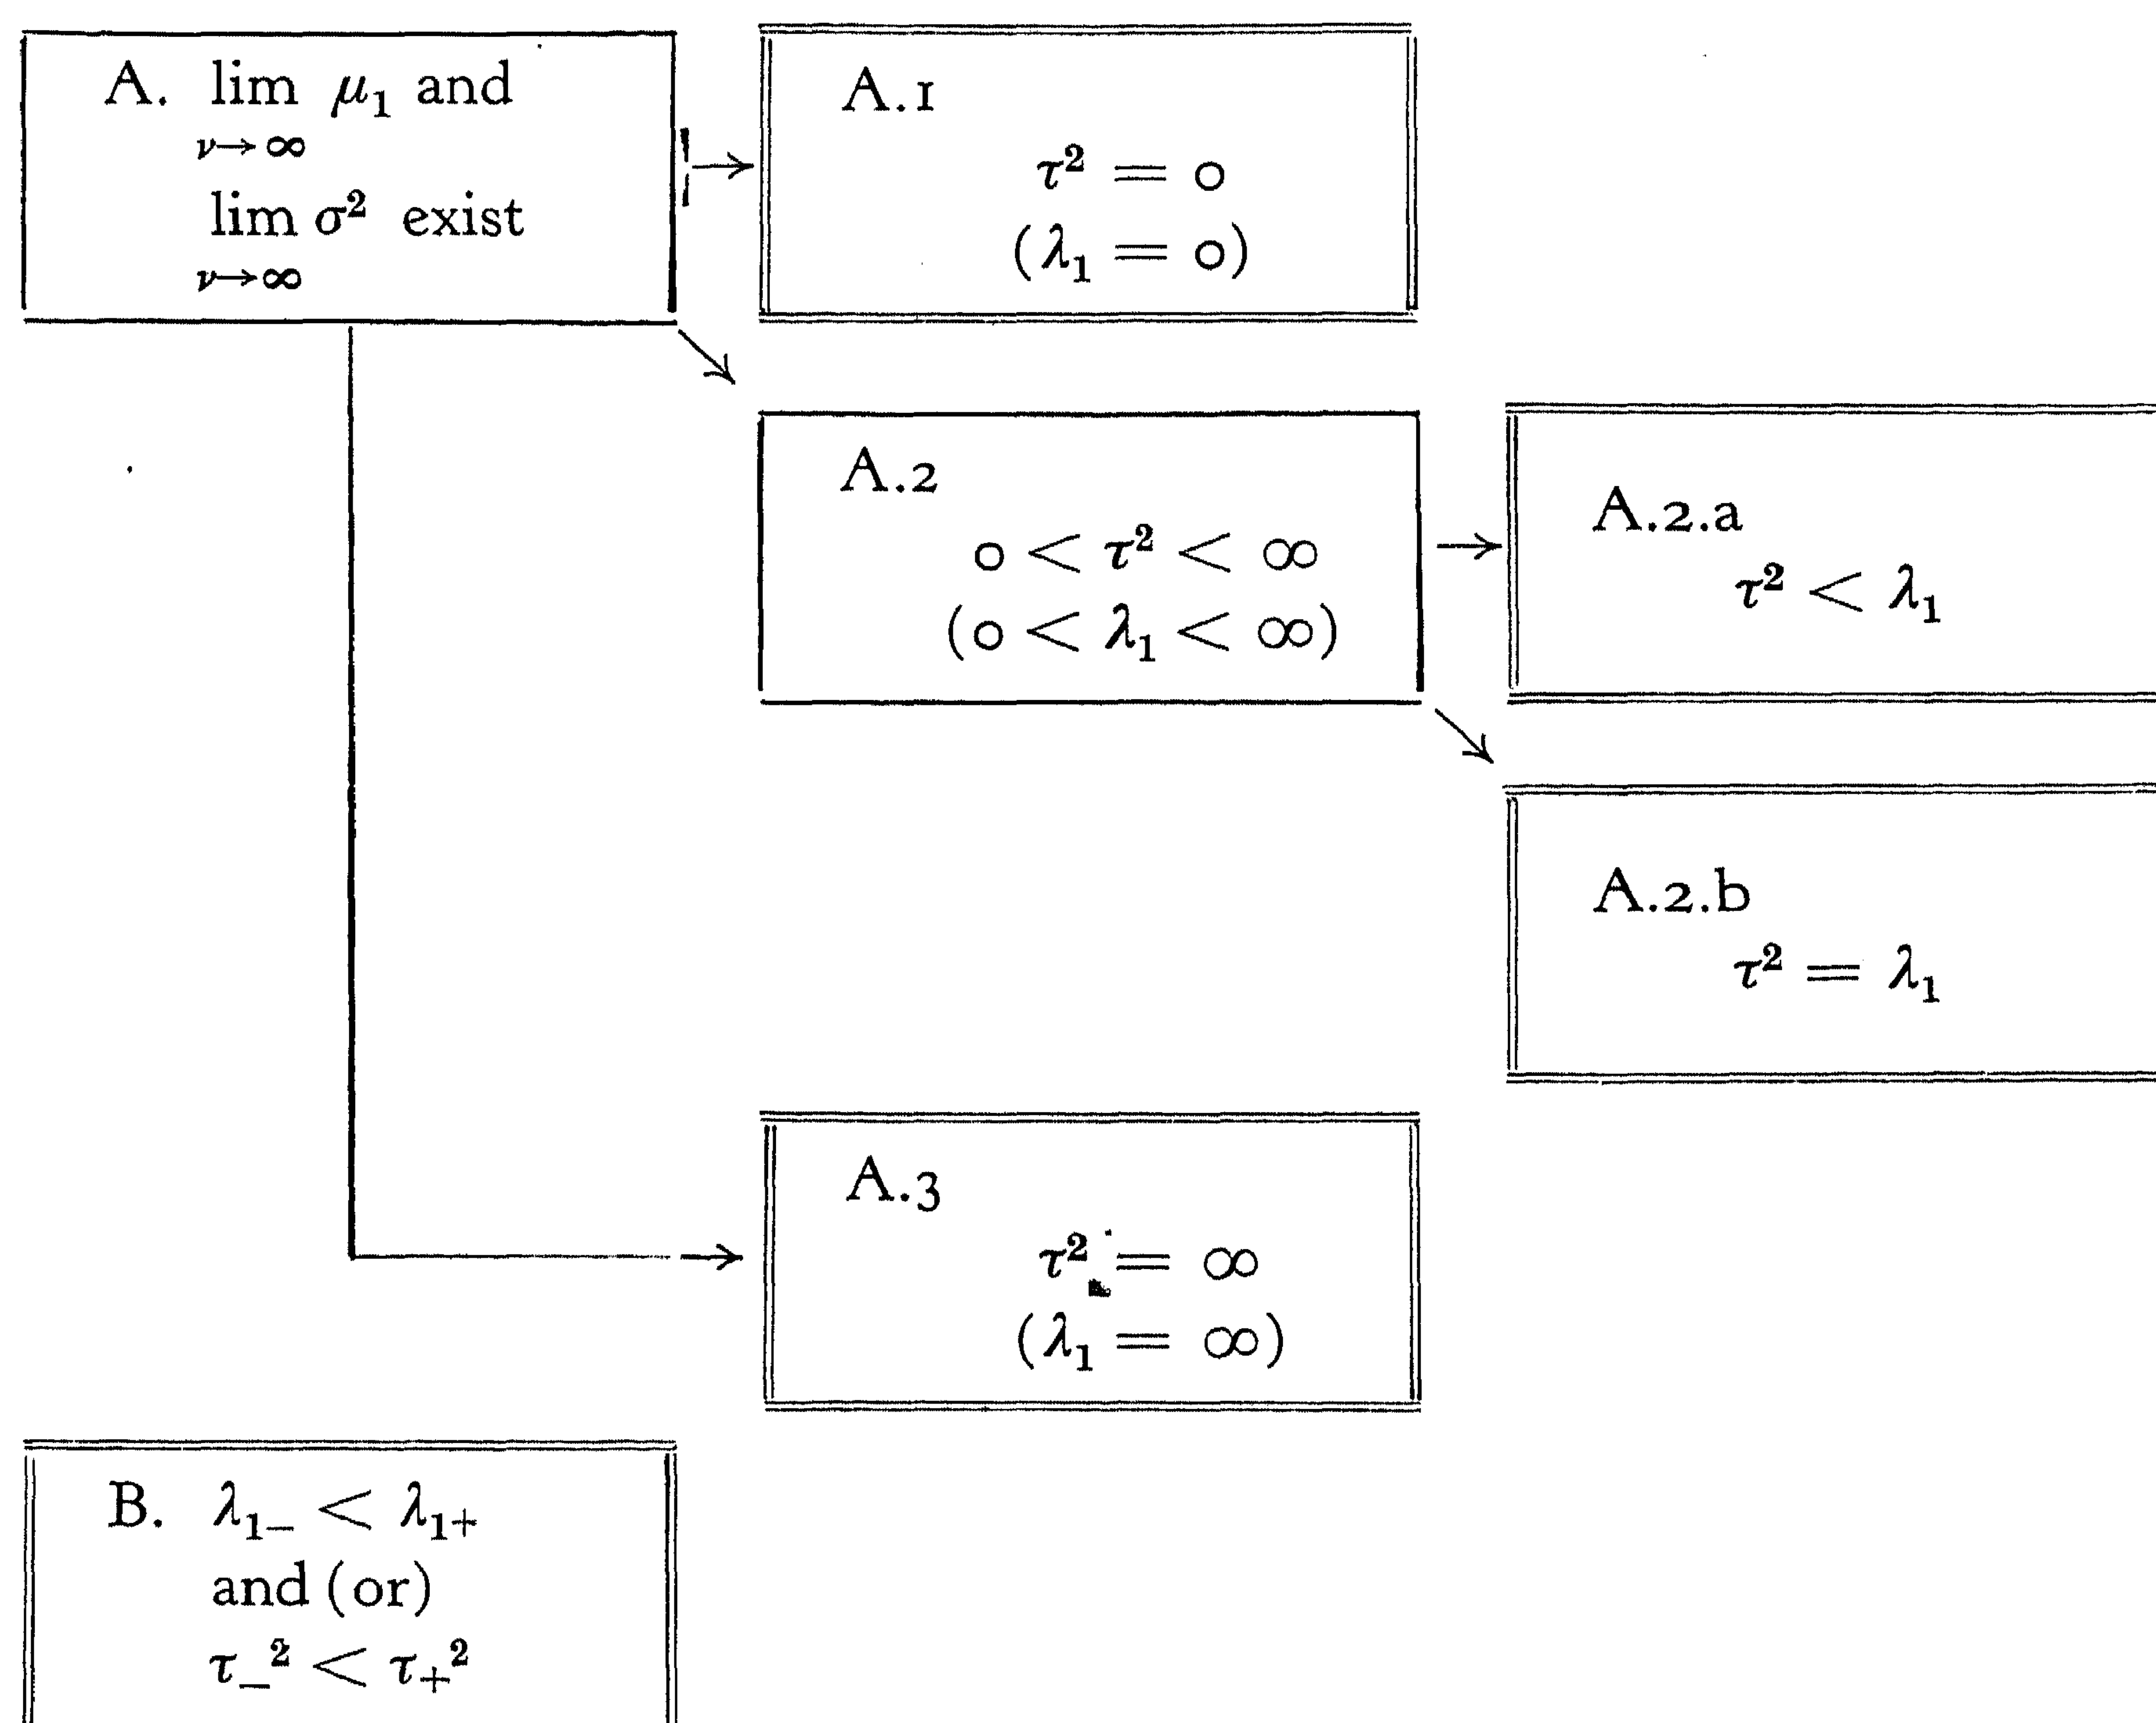 A. lim μ₁ and
ν→∞
lim σ² exist
ν→∞
A.1
τ² = 0
(λ₁ = 0)
A.2
0 < τ² < ∞
(0 < λ₁ < ∞)
A.2.a
τ² < λ₁
A.2.b
τ² = λ₁
A.3
τ² = ∞
(λ₁ = ∞)
B. λ₁₋ < λ₁₊
and (or)
τ₋² < τ₊²